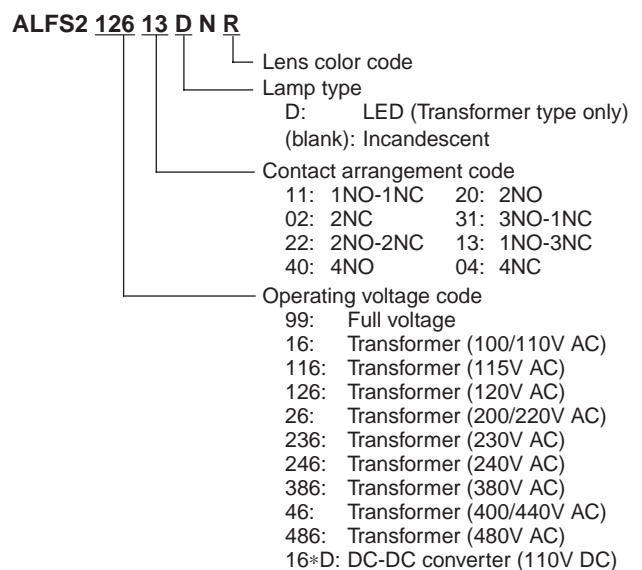 ALFS2 126 13 D N R
Lens color code
Lamp type
D: LED (Transformer type only)
(blank): Incandescent
Contact arrangement code
11: 1NO-1NC 20: 2NO
02: 2NC 31: 3NO-1NC
22: 2NO-2NC 13: 1NO-3NC
40: 4NO 04: 4NC
Operating voltage code
99: Full voltage
16: Transformer (100/110V AC)
116: Transformer (115V AC)
126: Transformer (120V AC)
26: Transformer (200/220V AC)
236: Transformer (230V AC)
246: Transformer (240V AC)
386: Transformer (380V AC)
46: Transformer (400/440V AC)
486: Transformer (480V AC)
16∗D: DC-DC converter (110V DC)